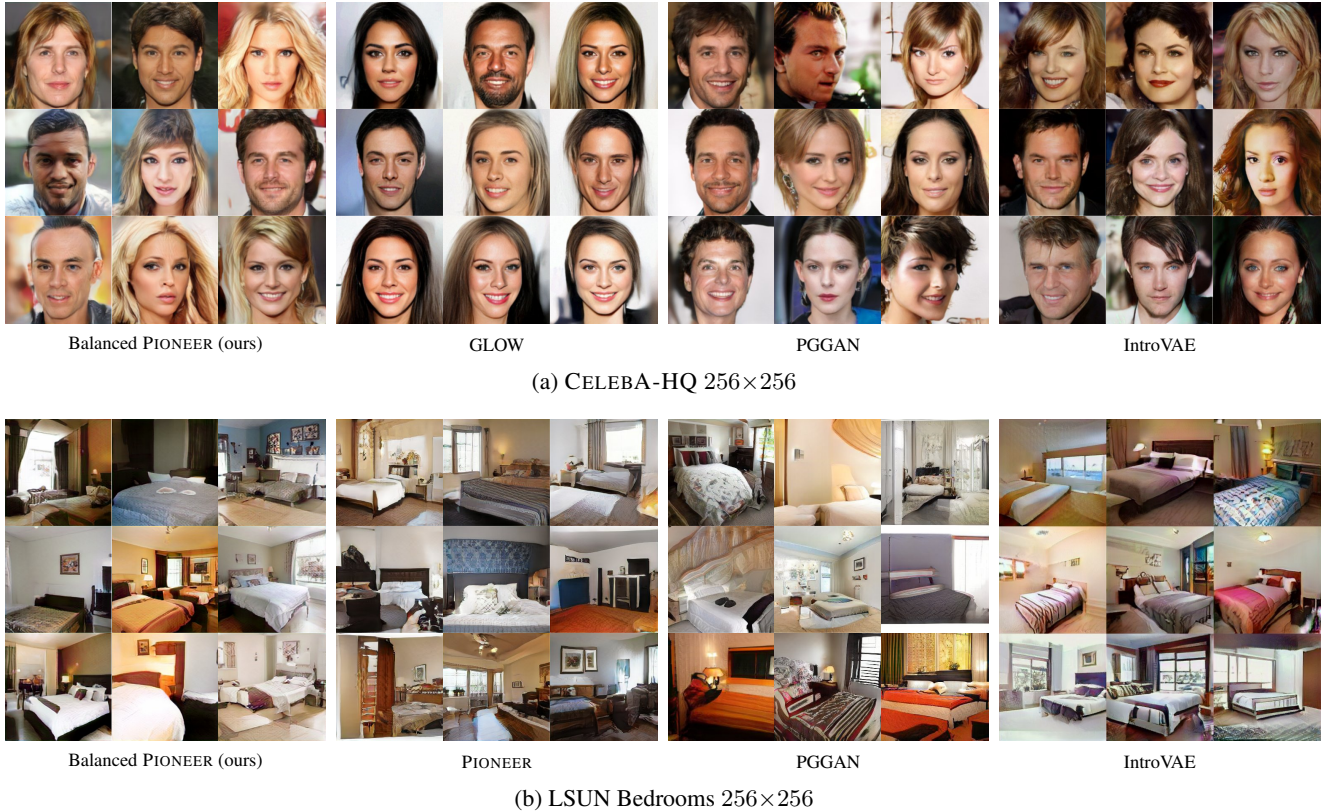 Balanced PIONEER (ours) GLOW PGGAN IntroVAE
(a) CELEBA-HQ 256×256
Balanced PIONEER (ours) PIONEER PGGAN IntroVAE
(b) LSUN Bedrooms 256×256